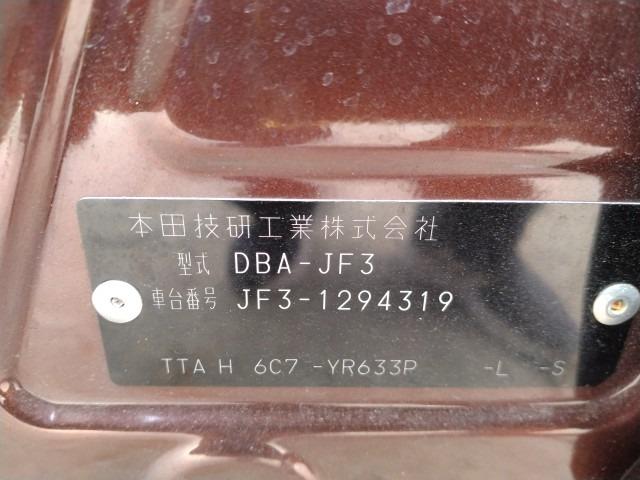 本田技研工業株式会社
型式 DBA-JF3
車台番号 JF3-1294319
TTA H 6C7 -YR633P -L -S